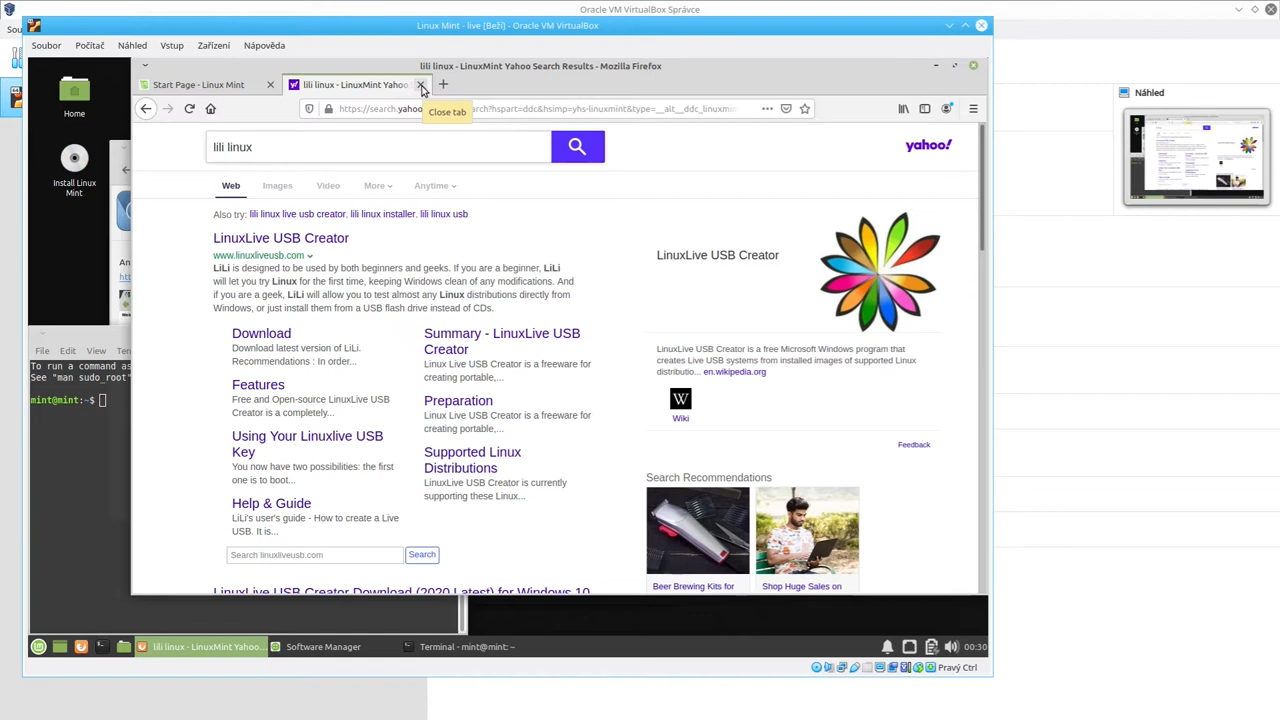 Oracle VM VirtualBox Správce
Linux Mint - live [Beží] - Oracle VM VirtualBox
Soubor Počítač Náhled Vstup Zařízení Nápověda
Náhled
lili linux - LinuxMint Yahoo Search Results - Mozilla Firefox
Start Page - Linux Mint
lili linux - LinuxMint Yahoo
Close tab
Home
Install Linux
Mint
lili linux
yahoo!
Web Images Video More Anytime
Also try: lili linux live usb creator, lili linux installer, lili linux usb
LinuxLive USB Creator
www.linuxliveusb.com
LiLi is designed to be used by both beginners and geeks. If you are a beginner, LiLi
will let you try Linux for the first time, keeping Windows clean of any modifications. And
if you are a geek, LiLi will allow you to test almost any Linux distributions directly from
Windows, or just install them from a USB flash drive instead of CDs.
Download
Download latest version of LiLi.
Recommendations : In order...
Features
Free and Open-source LinuxLive USB
Creator is a completely...
Using Your Linuxlive USB
Key
You now have two possibilities: the first
one is to boot...
Help & Guide
LiLi's user's guide - How to create a Live
USB. It is...
Summary - LinuxLive USB
Creator
Linux Live USB Creator is a freeware for
creating portable,...
Preparation
Linux Live USB Creator is a freeware for
creating portable,...
Supported Linux
Distributions
LinuxLive USB Creator is currently
supporting these Linux...
Search linuxliveusb.com
Search
LinuxLive USB Creator Download (2020 Latest) for Windows 10
LinuxLive USB Creator
LinuxLive USB Creator is a free Microsoft Windows program that
creates Live USB systems from installed images of supported Linux
distributio... en.wikipedia.org
W
Wiki
Feedback
Search Recommendations
Beer Brewing Kits for
Shop Huge Sales on
File Edit View
To run a command as
See "man sudo_root"
mint@mint:~$
lili linux - LinuxMint Yahoo...
Software Manager
Terminal - mint@mint: ~
00:30
Pravý Ctrl